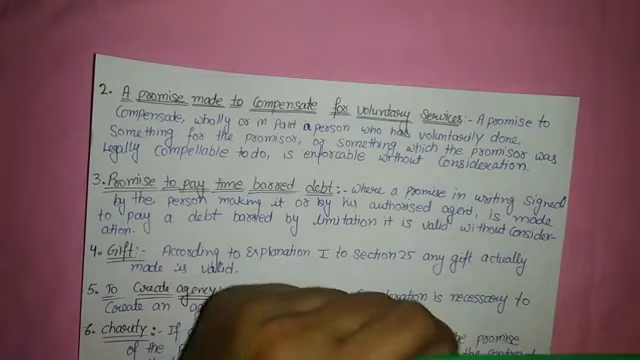 2. A promise made to compensate for voluntary services:- A promise to
compensate, wholly or in part a person who has voluntarily done,
something for the promisor, or something which the promisor was
legally compellable to do, is enforcable without consideration.
3. Promise to pay time barred debt:- Where a promise in writing signed
by the person making it or by his authorised agent, is made
to pay a debt barred by limitation it is valid without consider-
ation.
4. Gift:- According to Explanation I to section 25 any gift actually
made is valid.
5. To Create agency is necessary to
Create an
6. Charity:- If promise
of the